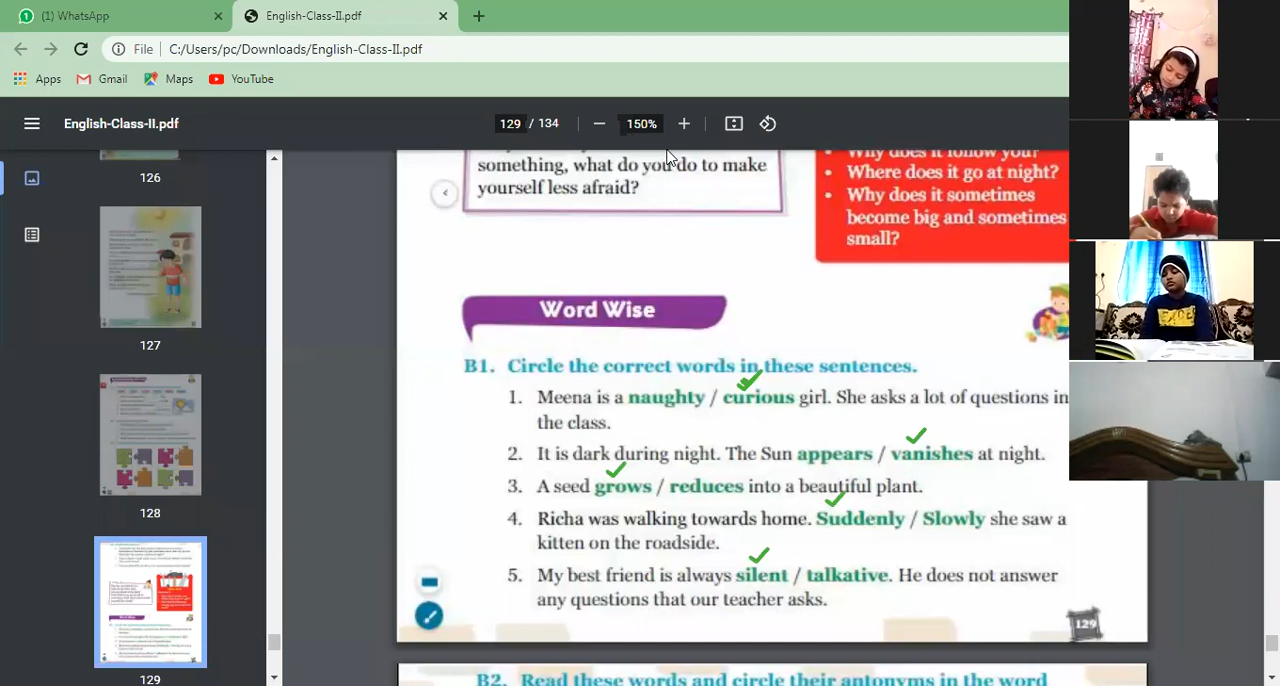 (1) WhatsApp
English-Class-II.pdf
File C:/Users/pc/Downloads/English-Class-II.pdf
Apps Gmail Maps YouTube
English-Class-II.pdf
129 / 134
150%
126
127
128
129
something, what do you do to make
yourself less afraid?
Why does it follow you?
• Where does it go at night?
• Why does it sometimes
become big and sometimes
small?
Word Wise
B1. Circle the correct words in these sentences.
1. Meena is a naughty / curious girl. She asks a lot of questions in
the class.
2. It is dark during night. The Sun appears / vanishes at night.
3. A seed grows / reduces into a beautiful plant.
4. Richa was walking towards home. Suddenly / Slowly she saw a
kitten on the roadside.
5. My best friend is always silent / talkative. He does not answer
any questions that our teacher asks.
129
B2. Read these words and circle their antonyms in the word